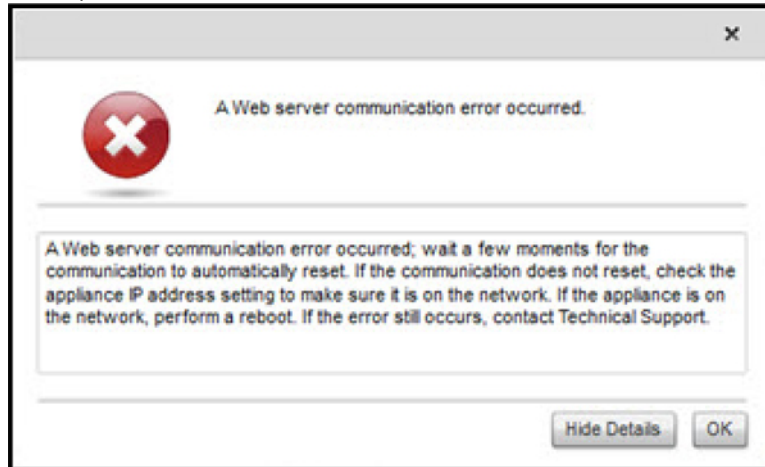 A Web server communication error occurred.
A Web server communication error occurred; wait a few moments for the
communication to automatically reset. If the communication does not reset, check the
appliance IP address setting to make sure it is on the network. If the appliance is on
the network, perform a reboot. If the error still occurs, contact Technical Support.
Hide Details
OK